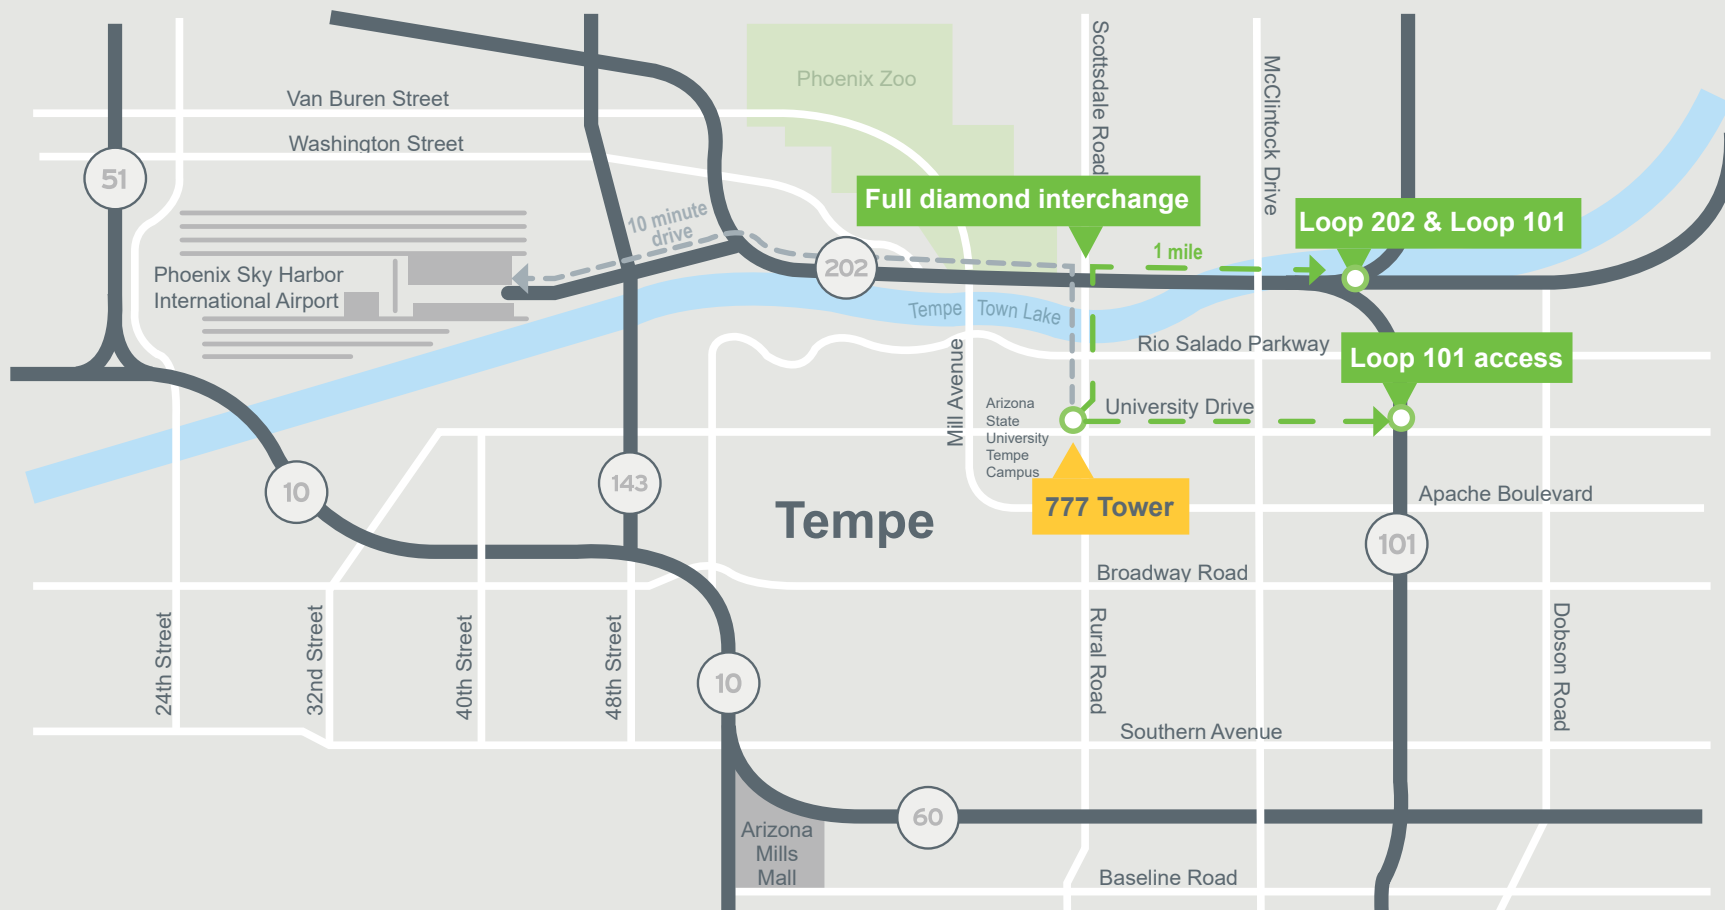 Phoenix Zoo
Scottsdale Road
McClintock Drive
Van Buren Street
Washington Street
51
Full diamond interchange
Loop 202 & Loop 101
10 minute
drive
1 mile
202
Phoenix Sky Harbor
International Airport
Tempe Town Lake
Rio Salado Parkway
Loop 101 access
Mill Avenue
Arizona
State
University
Tempe
Campus
University Drive
10
143
777 Tower
Apache Boulevard
Tempe
101
Broadway Road
24th Street
32nd Street
40th Street
48th Street
Rural Road
Dobson Road
10
Southern Avenue
60
Arizona
Mills
Mall
Baseline Road